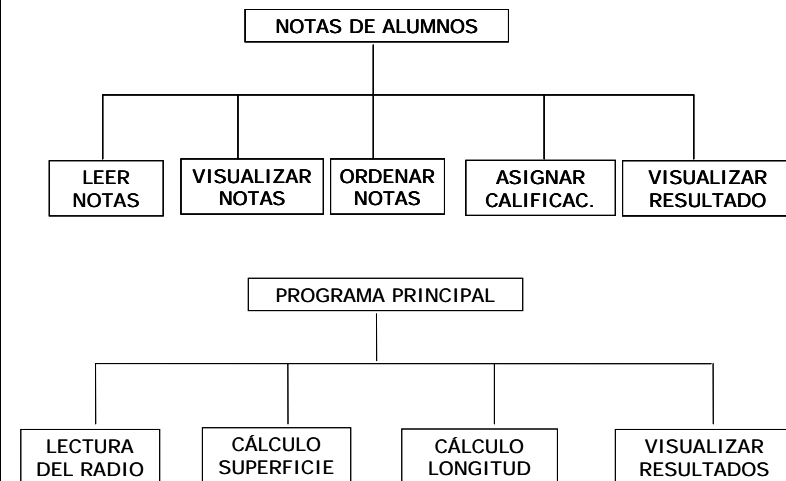 NOTAS DE ALUMNOS
LEER
NOTAS
VISUALIZAR
NOTAS
ORDENAR
NOTAS
ASIGNAR
CALIFICAC.
VISUALIZAR
RESULTADO
PROGRAMA PRINCIPAL
LECTURA
DEL RADIO
CÁLCULO
SUPERFICIE
CÁLCULO
LONGITUD
VISUALIZAR
RESULTADOS